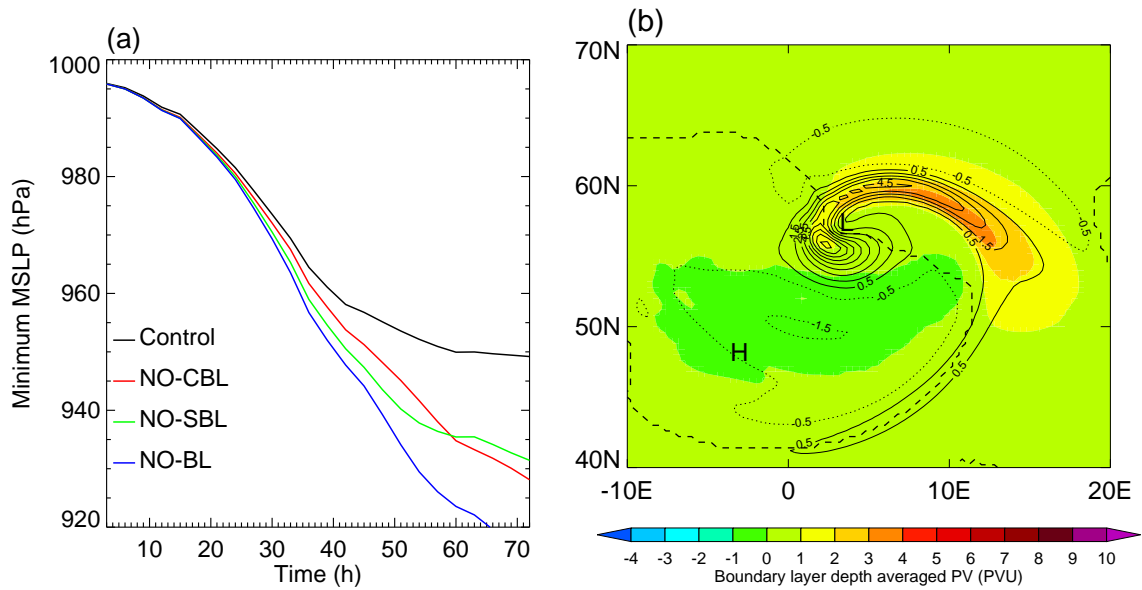 (a)
1000
980
960
940
920
Minimum MSLP (hPa)
Control
NO-CBL
NO-SBL
NO-BL
10 20 30 40 50 60 70
Time (h)
(b)
70N
60N
50N
40N
-10E 0 10E 20E
-0.5
0.5
-0.5
4.5
-0.5
L
1.5
0.5
0.5
-0.5
-1.5
H
-0.5
0.5
0.5
-4 -3 -2 -1 0 1 2 3 4 5 6 7 8 9 10
Boundary layer depth averaged PV (PVU)